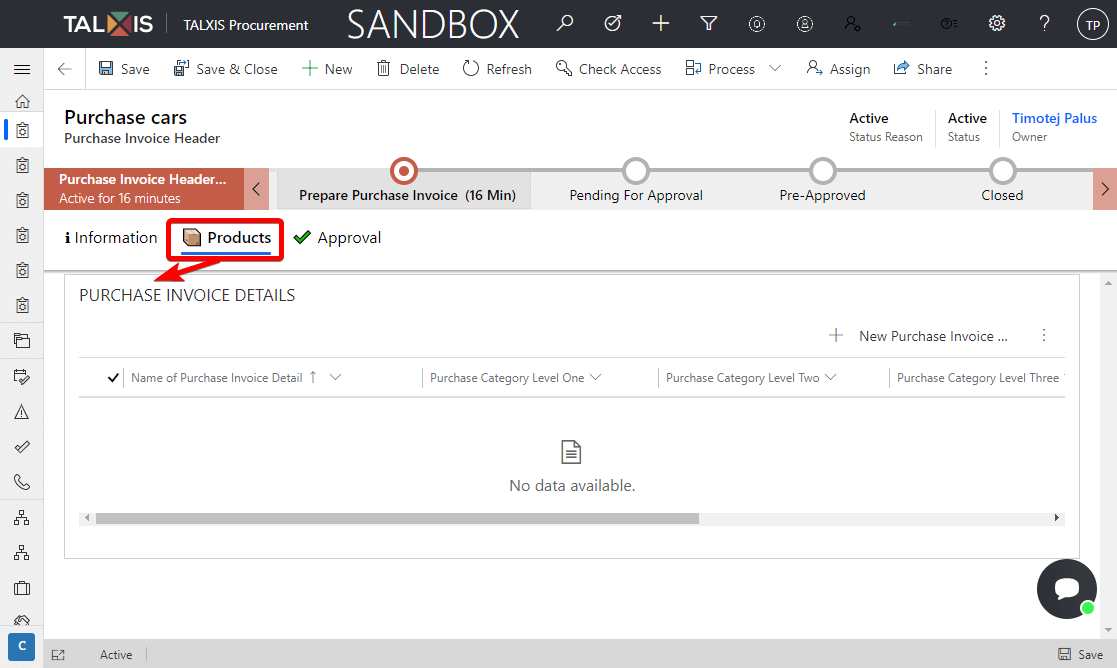 TALXIS TALXIS Procurement SANDBOX TP
Save Save & Close New Delete Refresh Check Access Process Assign Share
Purchase cars
Purchase Invoice Header
Active
Status Reason
Active
Status
Timotej Palus
Owner
Purchase Invoice Header...
Active for 16 minutes
Prepare Purchase Invoice (16 Min) Pending For Approval Pre-Approved Closed
Information Products Approval
PURCHASE INVOICE DETAILS
New Purchase Invoice ...
Name of Purchase Invoice Detail Purchase Category Level One Purchase Category Level Two Purchase Category Level Three
No data available.
C
Active Save